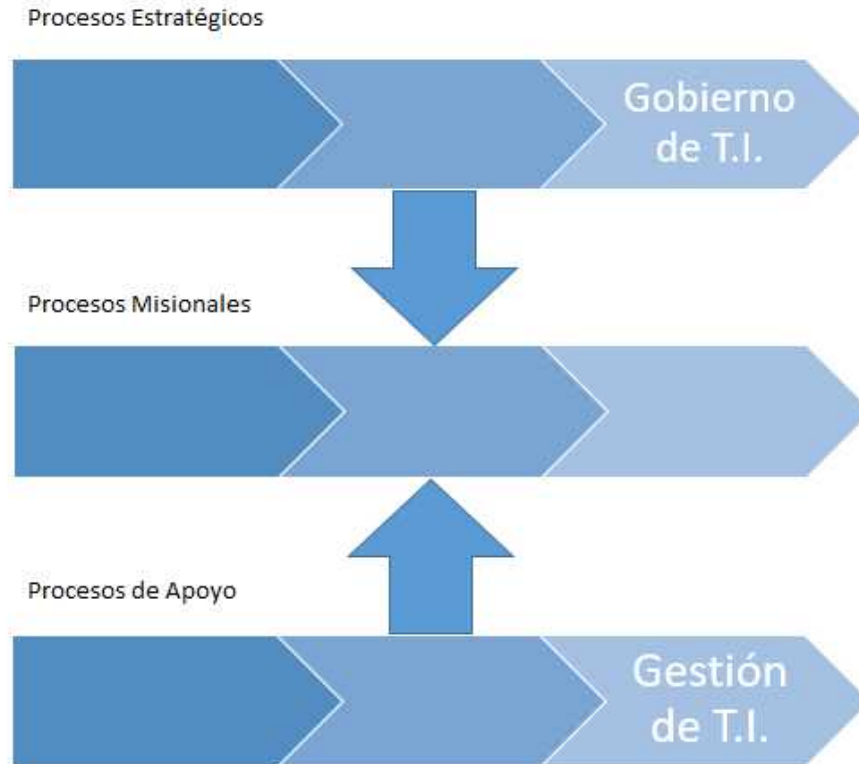 Procesos Estratégicos
Gobierno
de T.I.
Procesos Misionales
Procesos de Apoyo
Gestión
de T.I.